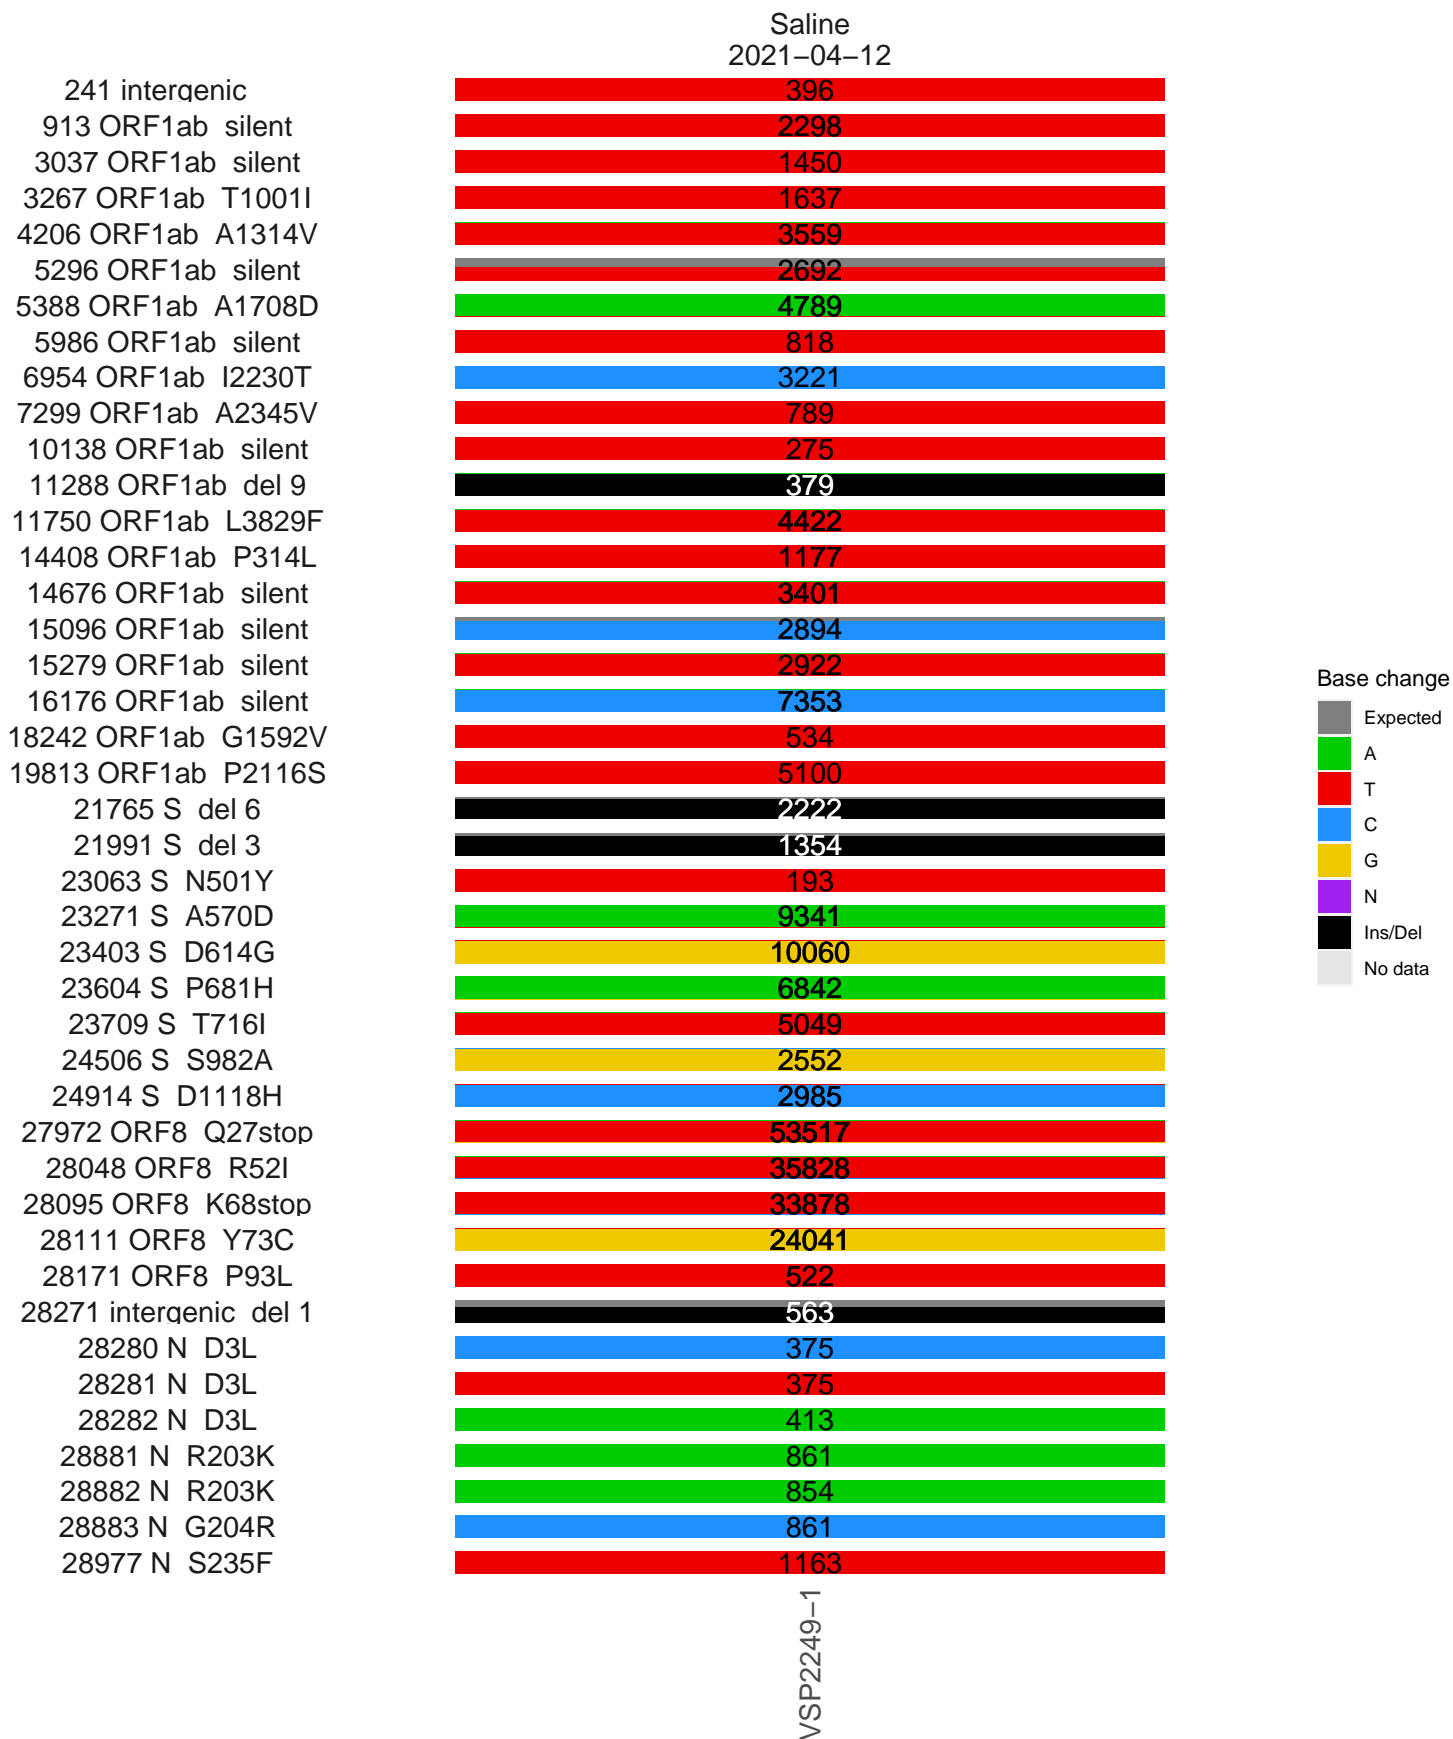 Saline
2021−04−12
241 intergenic 396
913 ORF1ab silent 2298
3037 ORF1ab silent 1450
3267 ORF1ab T1001I 1637
4206 ORF1ab A1314V 3559
5296 ORF1ab silent 2692
5388 ORF1ab A1708D 4789
5986 ORF1ab silent 818
6954 ORF1ab I2230T 3221
7299 ORF1ab A2345V 789
10138 ORF1ab silent 275
11288 ORF1ab del 9 379
11750 ORF1ab L3829F 4422
14408 ORF1ab P314L 1177
14676 ORF1ab silent 3401
15096 ORF1ab silent 2894
15279 ORF1ab silent 2922
16176 ORF1ab silent 7353
18242 ORF1ab G1592V 534
19813 ORF1ab P2116S 5100
21765 S del 6 2222
21991 S del 3 1354
23063 S N501Y 193
23271 S A570D 9341
23403 S D614G 10060
23604 S P681H 6842
23709 S T716I 5049
24506 S S982A 2552
24914 S D1118H 2985
27972 ORF8 Q27stop 53517
28048 ORF8 R52I 35828
28095 ORF8 K68stop 33878
28111 ORF8 Y73C 24041
28171 ORF8 P93L 522
28271 intergenic del 1 563
28280 N D3L 375
28281 N D3L 375
28282 N D3L 413
28881 N R203K 861
28882 N R203K 854
28883 N G204R 861
28977 N S235F 1163
VSP2249−1
Base change
Expected
A
T
C
G
N
Ins/Del
No data